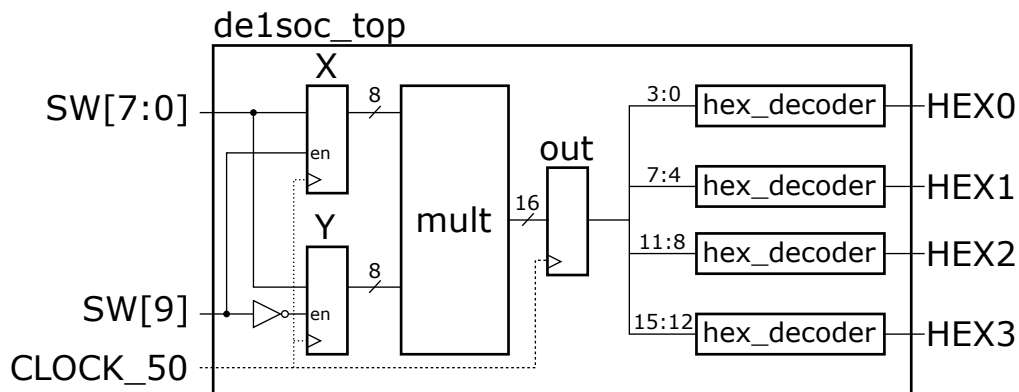 de1soc_top
X
SW[7:0]
8
3:0
hex_decoder
HEX0
en
out
7:4
hex_decoder
HEX1
Y
mult
16
11:8
hex_decoder
HEX2
8
SW[9]
en
15:12
hex_decoder
HEX3
CLOCK_50